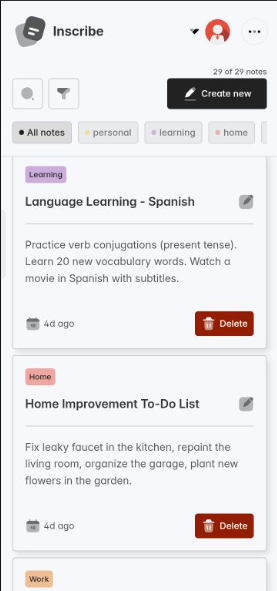 Inscribe
29 of 29 notes
Create new
All notes
personal
learning
home
Learning
Language Learning - Spanish
Practice verb conjugations (present tense).
Learn 20 new vocabulary words. Watch a
movie in Spanish with subtitles.
4d ago
Delete
Home
Home Improvement To-Do List
Fix leaky faucet in the kitchen, repaint the
living room, organize the garage, plant new
flowers in the garden.
4d ago
Delete
Work